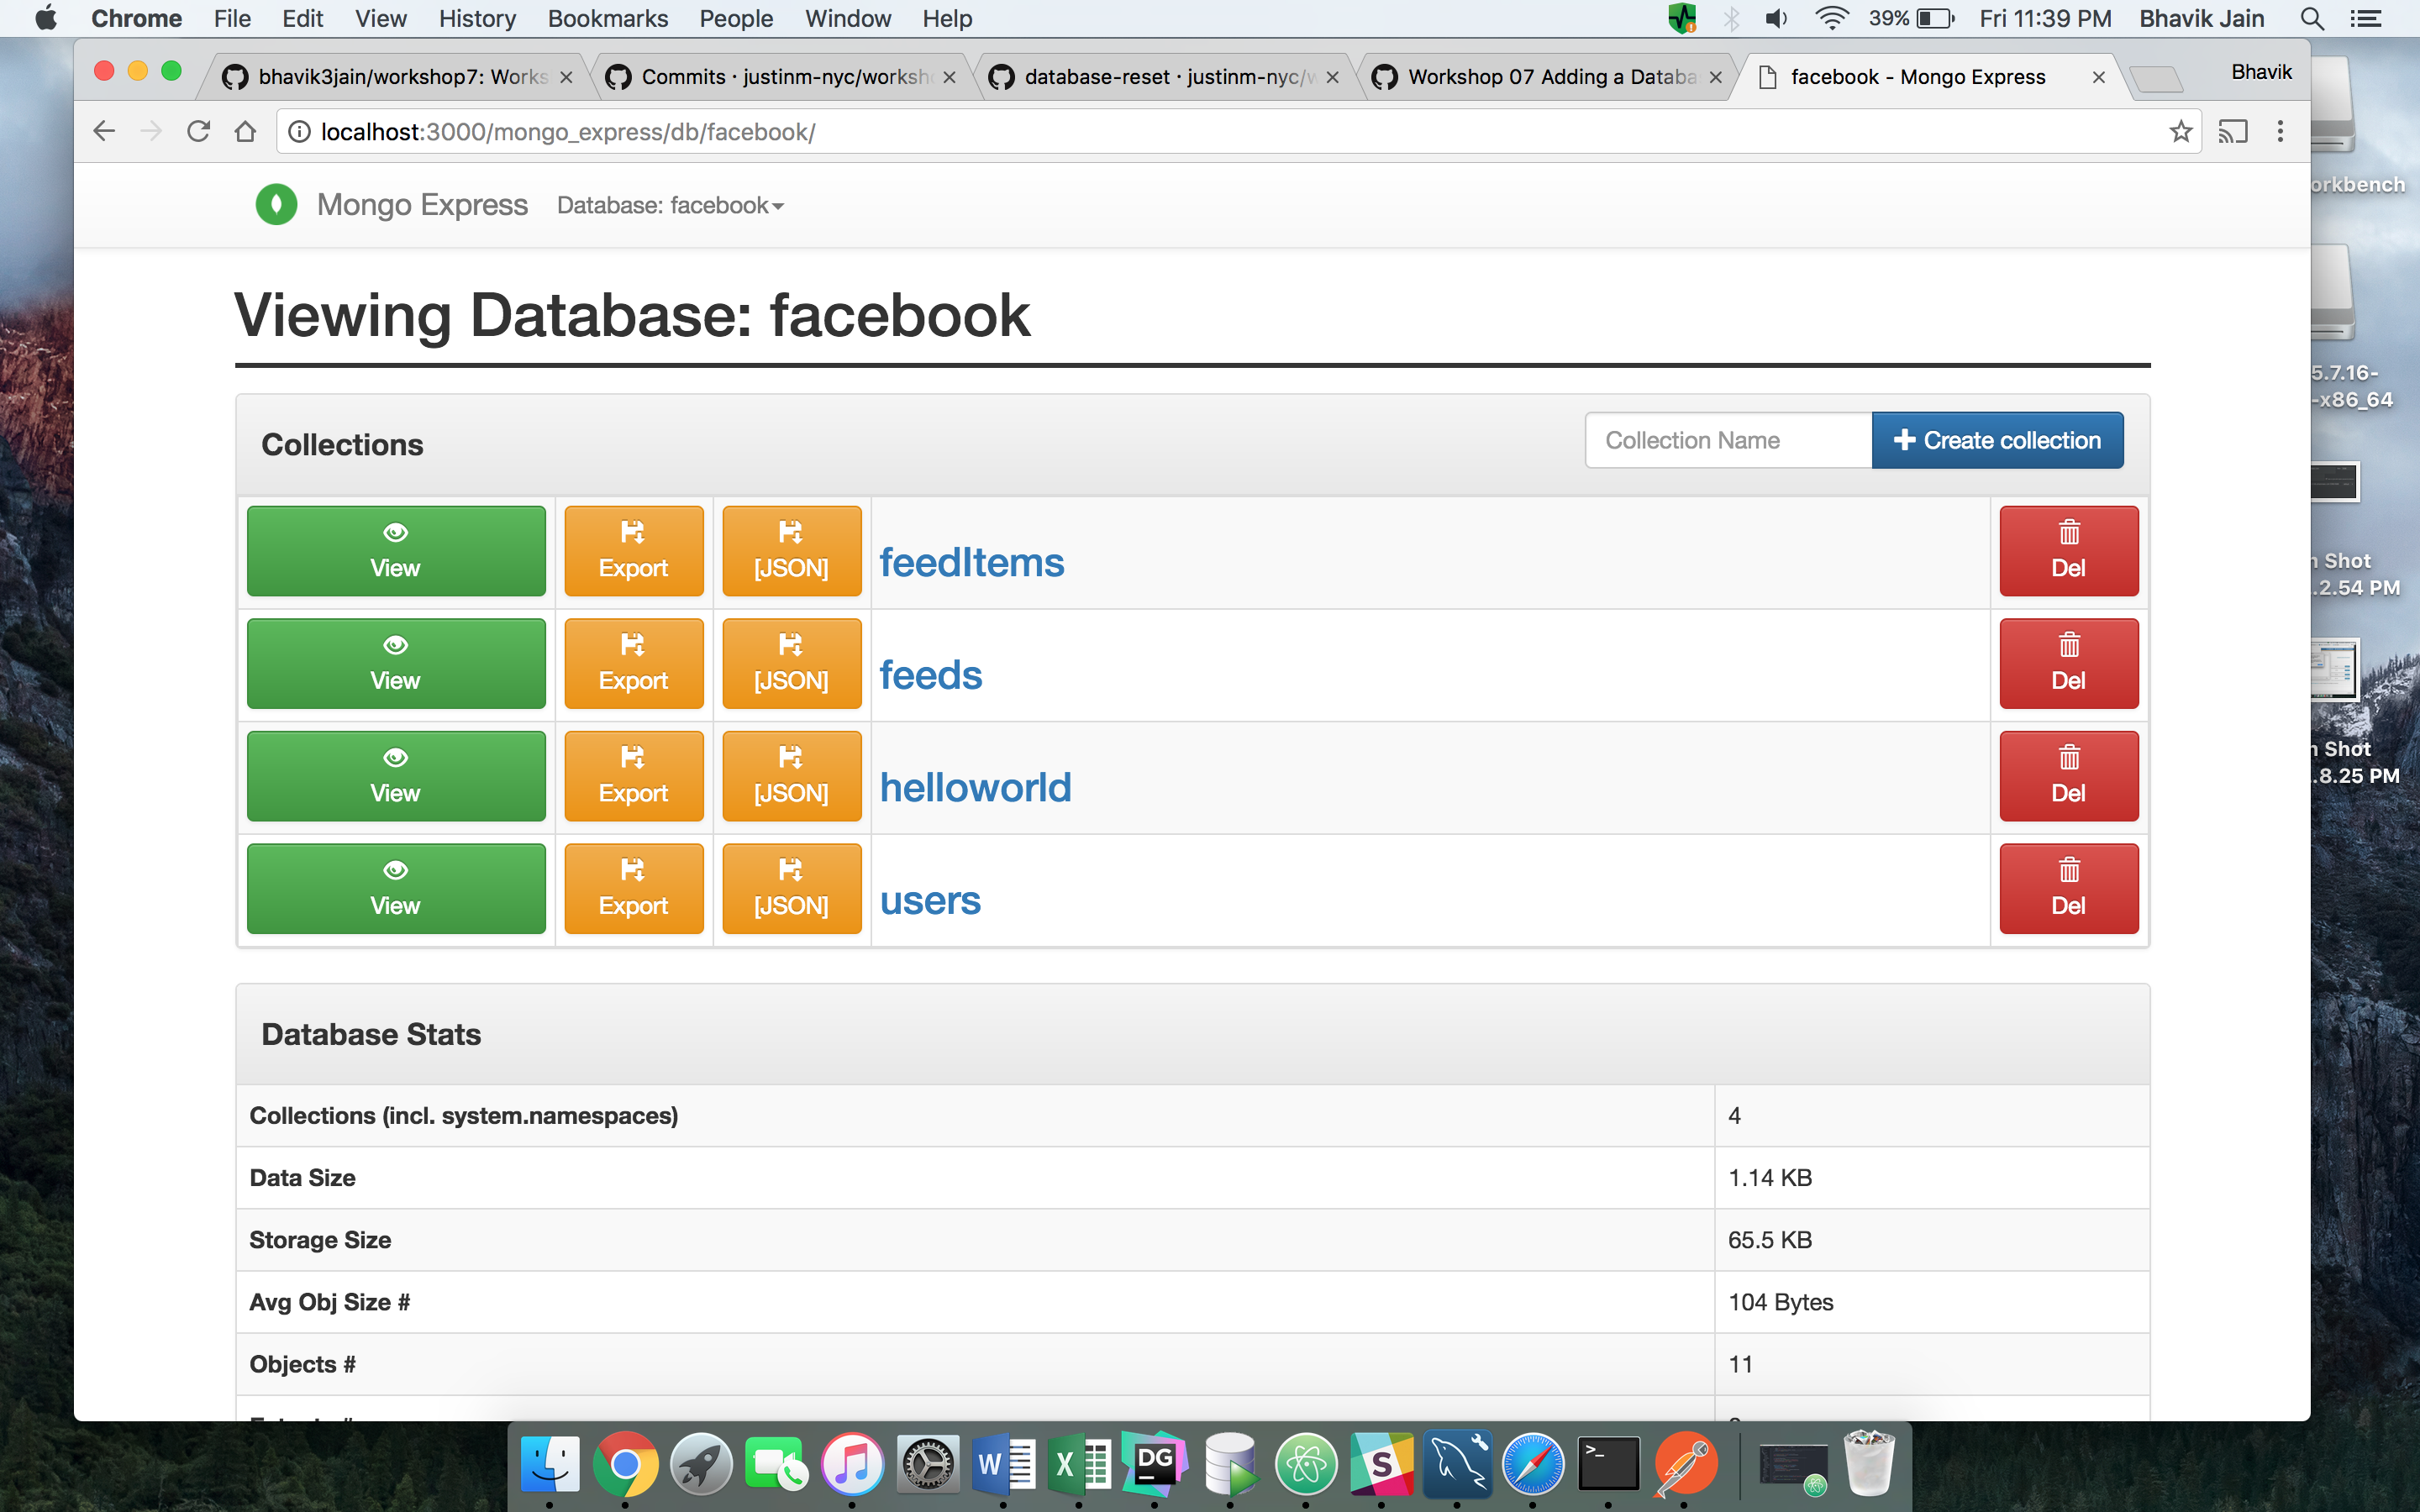 Chrome File Edit View History Bookmarks People Window Help 39% Fri 11:39 PM Bhavik Jain
bhavik3jain/workshop7: Works Commits · justinm-nyc/worksh database-reset · justinm-nyc/w Workshop 07 Adding a Databa facebook - Mongo Express Bhavik
localhost:3000/mongo_express/db/facebook/
Mongo Express Database: facebook
Viewing Database: facebook
Collections Collection Name Create collection
View Export [JSON] feedItems Del
View Export [JSON] feeds Del
View Export [JSON] helloworld Del
View Export [JSON] users Del
Database Stats
Collections (incl. system.namespaces) 4
Data Size 1.14 KB
Storage Size 65.5 KB
Avg Obj Size # 104 Bytes
Objects # 11
orkbench
5.7.16-
-x86_64
n Shot
.2.54 PM
n Shot
.8.25 PM
W X DG S >_